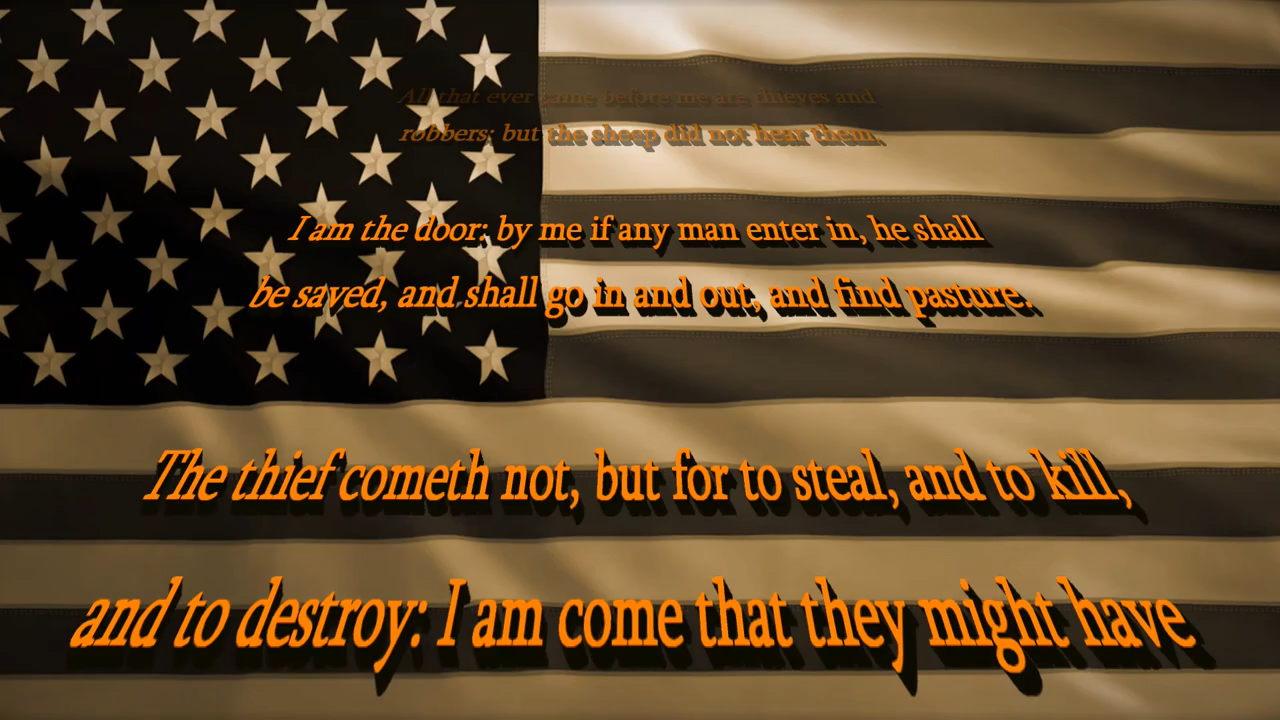 All that ever came before me are thieves and
robbers: but the sheep did not hear them.
I am the door: by me if any man enter in, he shall
be saved, and shall go in and out, and find pasture.
The thief cometh not, but for to steal, and to kill,
and to destroy: I am come that they might have